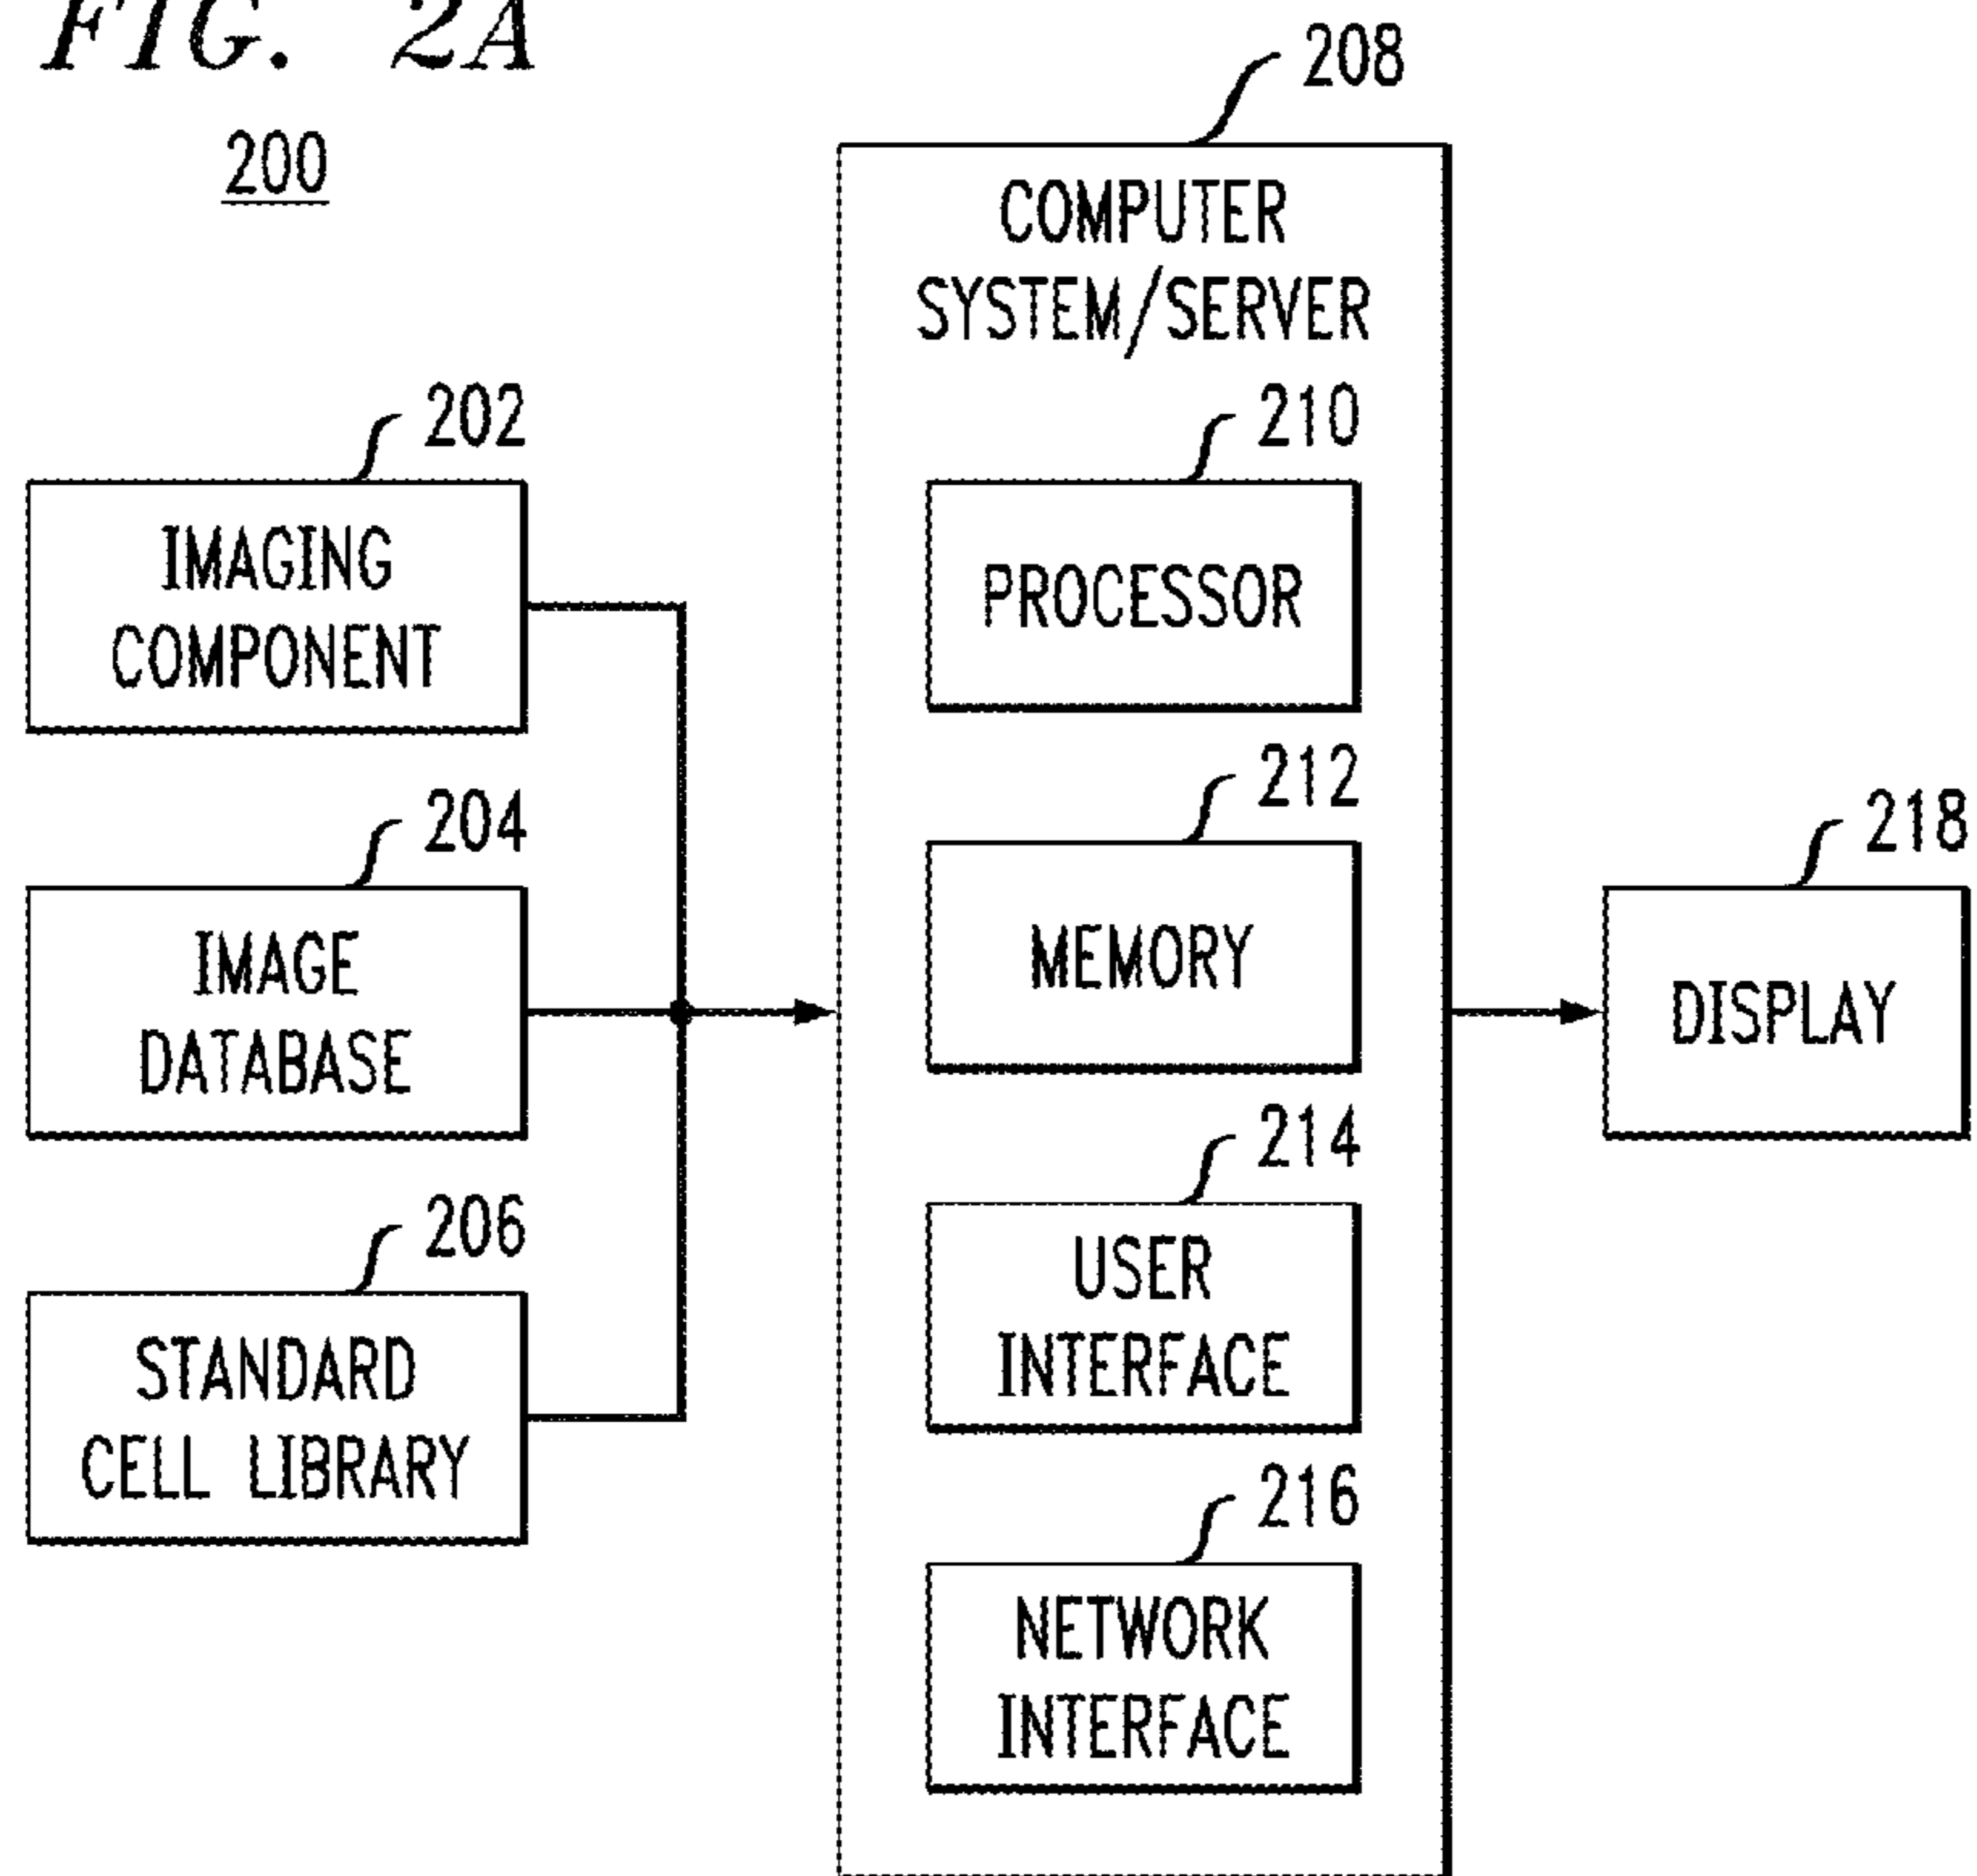 FIG. 2A
200
208
COMPUTER
SYSTEM/SERVER
202
IMAGING
COMPONENT
204
IMAGE
DATABASE
206
STANDARD
CELL LIBRARY
210
PROCESSOR
212
MEMORY
214
USER
INTERFACE
216
NETWORK
INTERFACE
218
DISPLAY